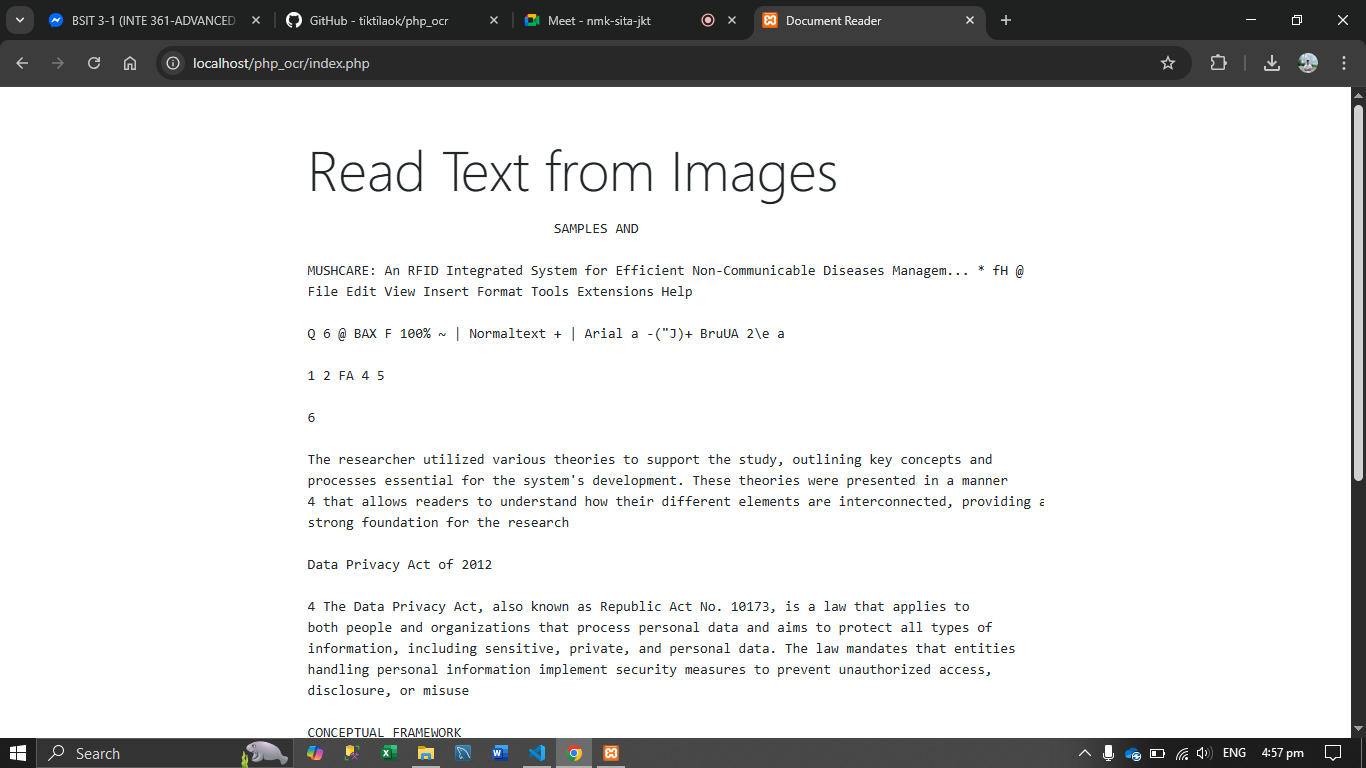 BSIT 3-1 (INTE 361-ADVANCED
GitHub - tiktilaok/php_ocr
Meet - nmk-sita-jkt
Document Reader
localhost/php_ocr/index.php
Read Text from Images
SAMPLES AND
MUSHCARE: An RFID Integrated System for Efficient Non-Communicable Diseases Managem... * fH @
File Edit View Insert Format Tools Extensions Help
Q 6 @ BAX F 100% ~ | Normaltext + | Arial a -("J)+ BruUA 2\e a
1 2 FA 4 5
6
The researcher utilized various theories to support the study, outlining key concepts and
processes essential for the system's development. These theories were presented in a manner
4 that allows readers to understand how their different elements are interconnected, providing a
strong foundation for the research
Data Privacy Act of 2012
4 The Data Privacy Act, also known as Republic Act No. 10173, is a law that applies to
both people and organizations that process personal data and aims to protect all types of
information, including sensitive, private, and personal data. The law mandates that entities
handling personal information implement security measures to prevent unauthorized access,
disclosure, or misuse
CONCEPTUAL FRAMEWORK
Search
ENG
4:57 pm